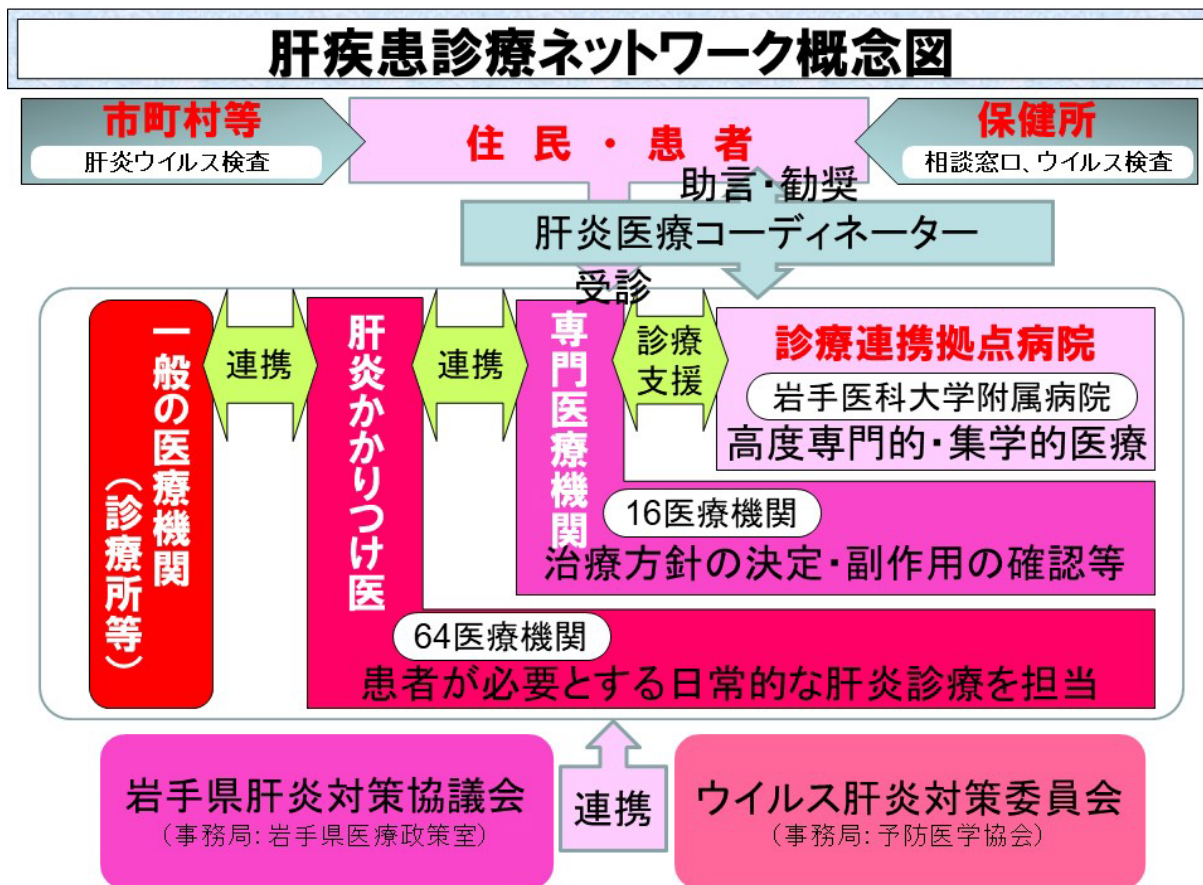 肝疾患診療ネットワーク概念図
市町村等
肝炎ウイルス検査
住民・患者
保健所
相談窓口、ウイルス検査
助言・勧奨
肝炎医療コーディネーター
受診
一般の医療機関
（診療所等）
連携
肝炎かかりつけ医
連携
専門医療機関
診療
支援
診療連携拠点病院
岩手医科大学附属病院
高度専門的・集学的医療
16医療機関
治療方針の決定・副作用の確認等
64医療機関
患者が必要とする日常的な肝炎診療を担当
岩手県肝炎対策協議会
（事務局：岩手県医療政策室）
連携
ウイルス肝炎対策委員会
（事務局：予防医学協会）